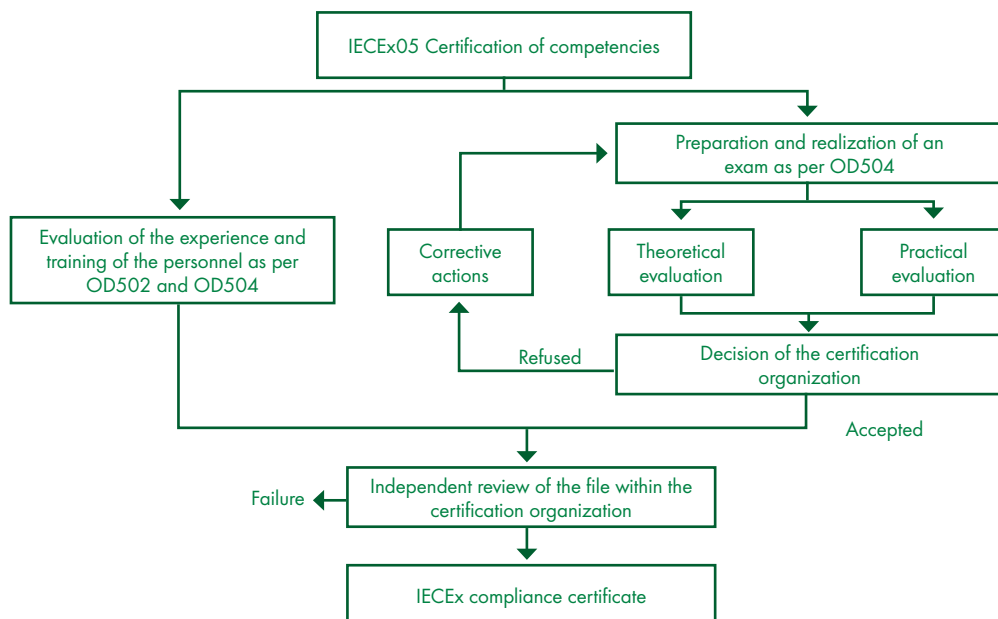 IECEx05 Certification of competencies
Preparation and realization of an
exam as per OD504
Evaluation of the experience and
training of the personnel as per
OD502 and OD504
Corrective
actions
Theoretical
evaluation
Practical
evaluation
Refused
Decision of the certification
organization
Accepted
Failure
Independent review of the file within the
certification organization
IECEx compliance certificate